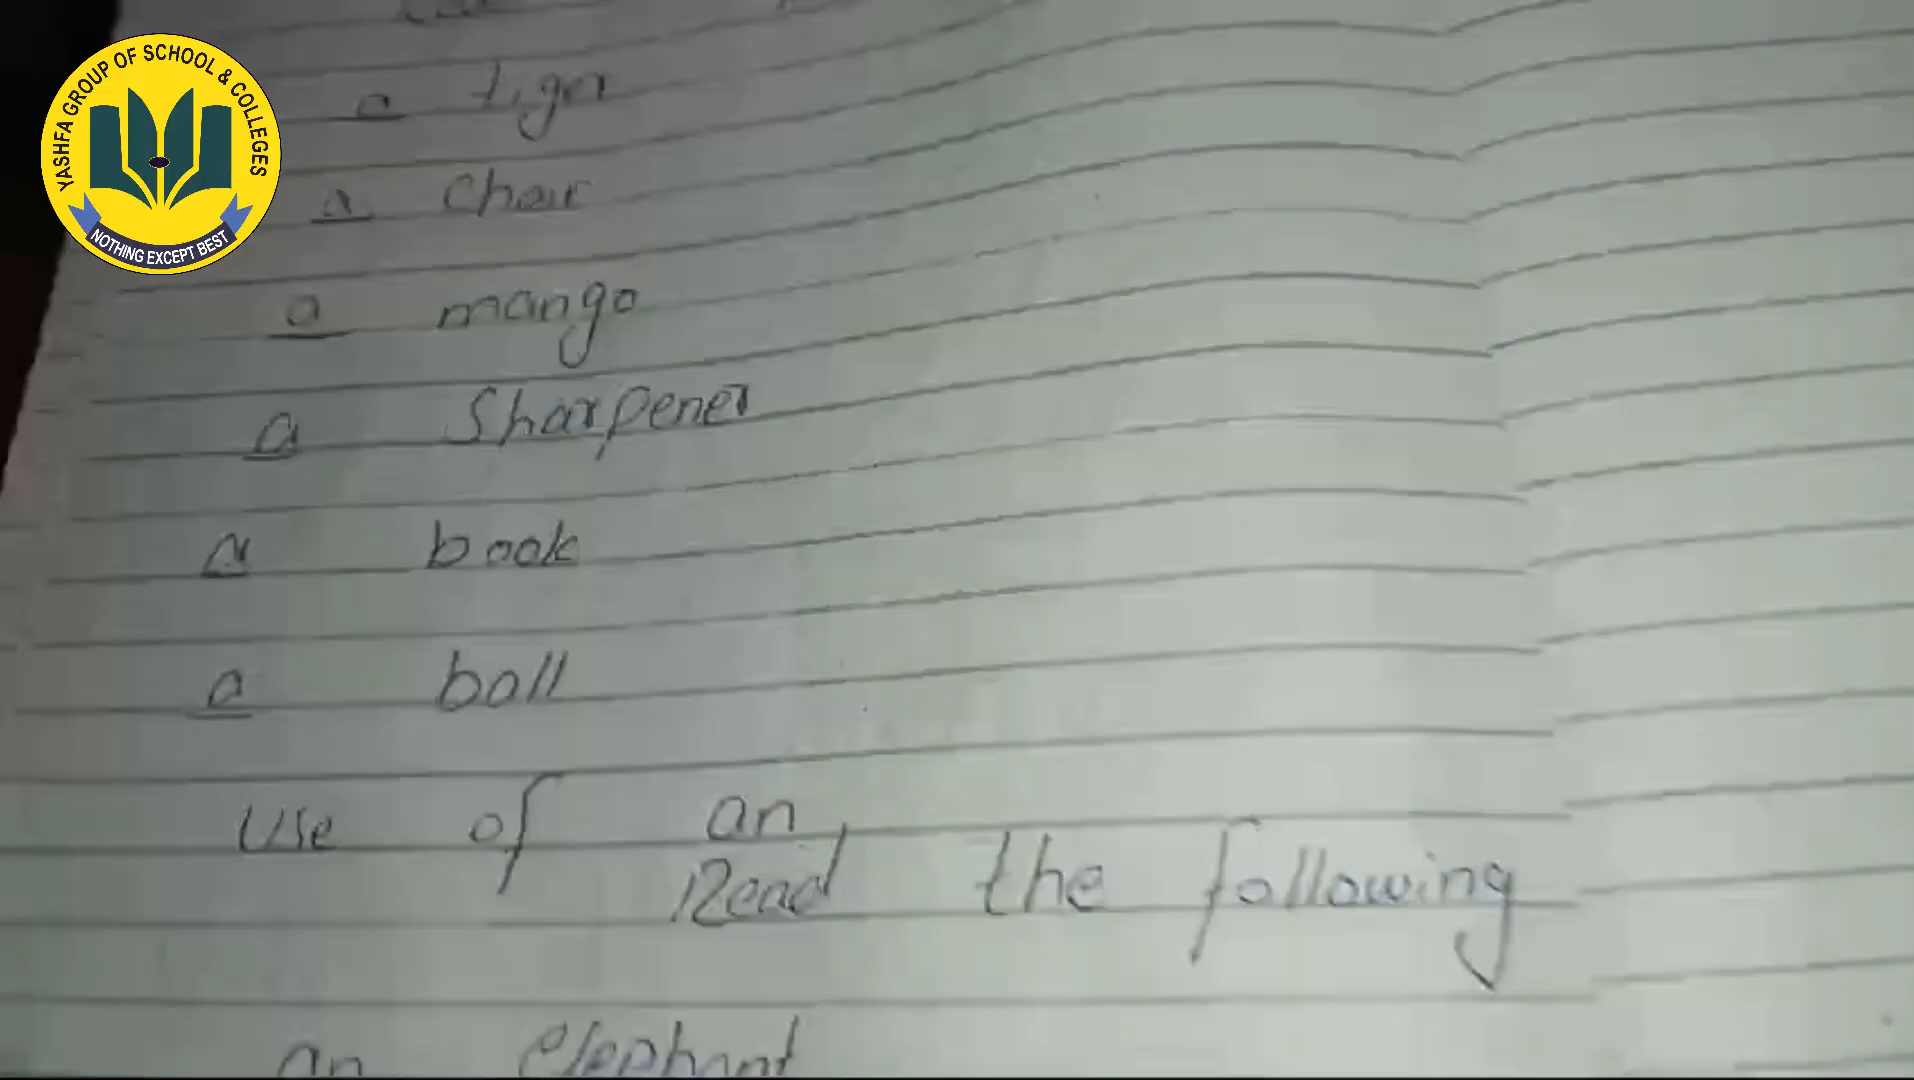 YASHFA GROUP OF SCHOOL & COLLEGES
NOTHING EXCEPT BEST
a tiger
a chair
a mango
a Sharpener
a book
a ball
Use of an
Read the following
an elephant